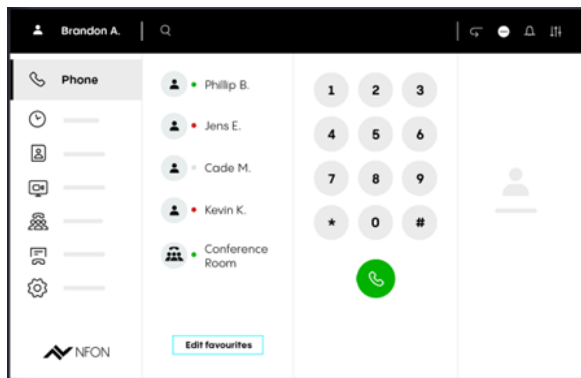 Brandon A.
Phone
Phillip B.
Jens E.
Cade M.
Kevin K.
Conference
Room
Edit favourites
1 2 3
4 5 6
7 8 9
* 0 #
NFON